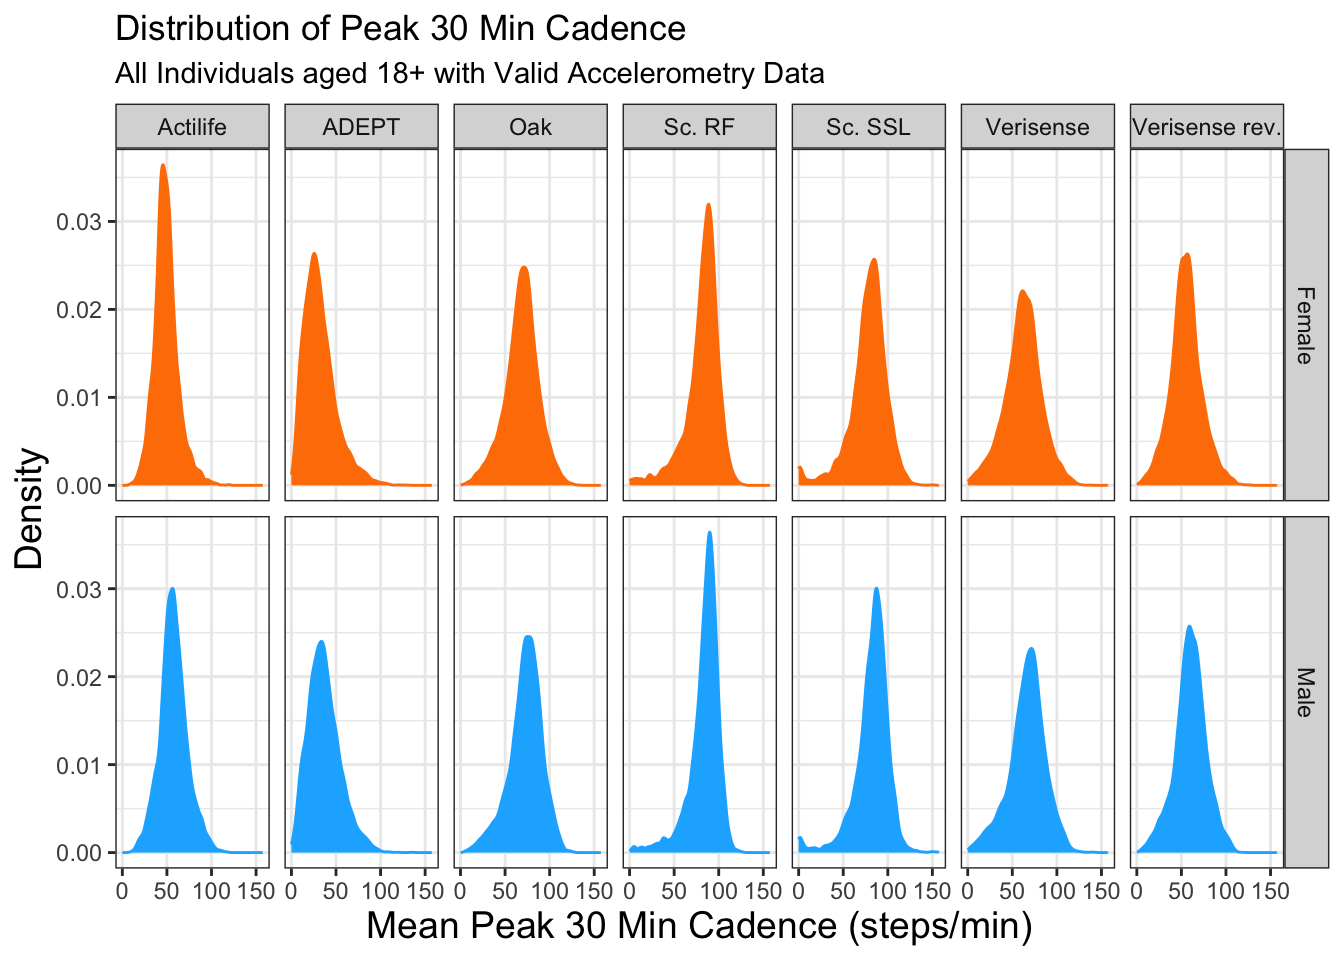 Distribution of Peak 30 Min Cadence
All Individuals aged 18+ with Valid Accelerometry Data
Actilife ADEPT Oak Sc. RF Sc. SSL Verisense Verisense rev.
0.03
0.02
0.01
0.00
Female
Density
0.03
0.02
0.01
0.00
Male
0 50 100 150 0 50 100 150 0 50 100 150 0 50 100 150 0 50 100 150 0 50 100 150 0 50 100 150
Mean Peak 30 Min Cadence (steps/min)